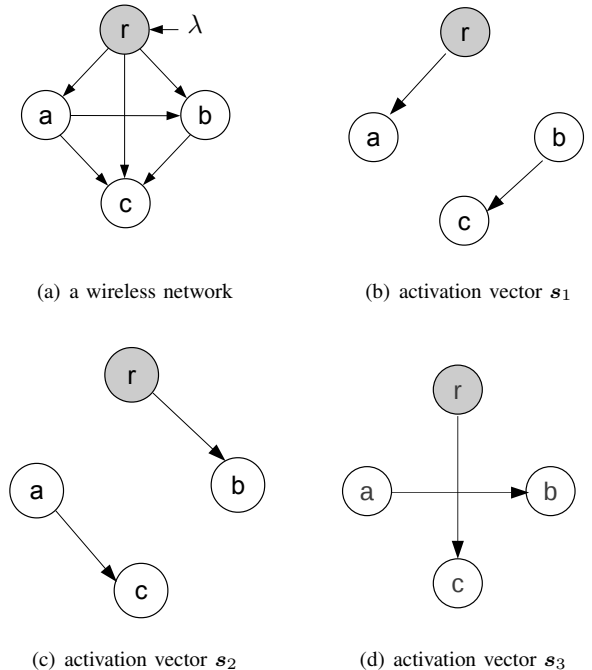 r
λ
a
b
c
r
a
b
c
(a) a wireless network
(b) activation vector s₁
r
a
b
c
r
a
b
c
(c) activation vector s₂
(d) activation vector s₃